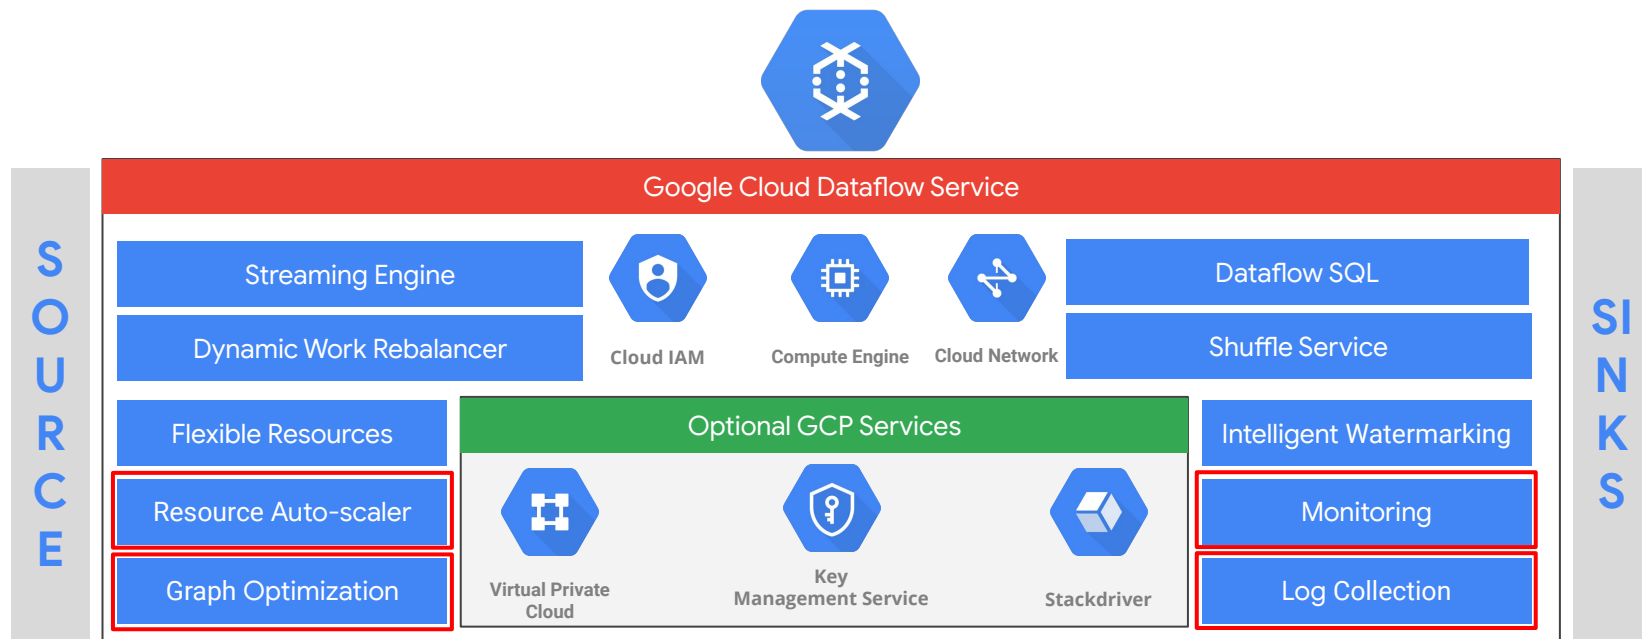 Google Cloud Dataflow Service
SOURCE
Streaming Engine
Dynamic Work Rebalancer
Cloud IAM
Compute Engine
Cloud Network
Dataflow SQL
Shuffle Service
Flexible Resources
Resource Auto-scaler
Graph Optimization
Optional GCP Services
Virtual Private
Cloud
Key
Management Service
Stackdriver
Intelligent Watermarking
Monitoring
Log Collection
SINKS